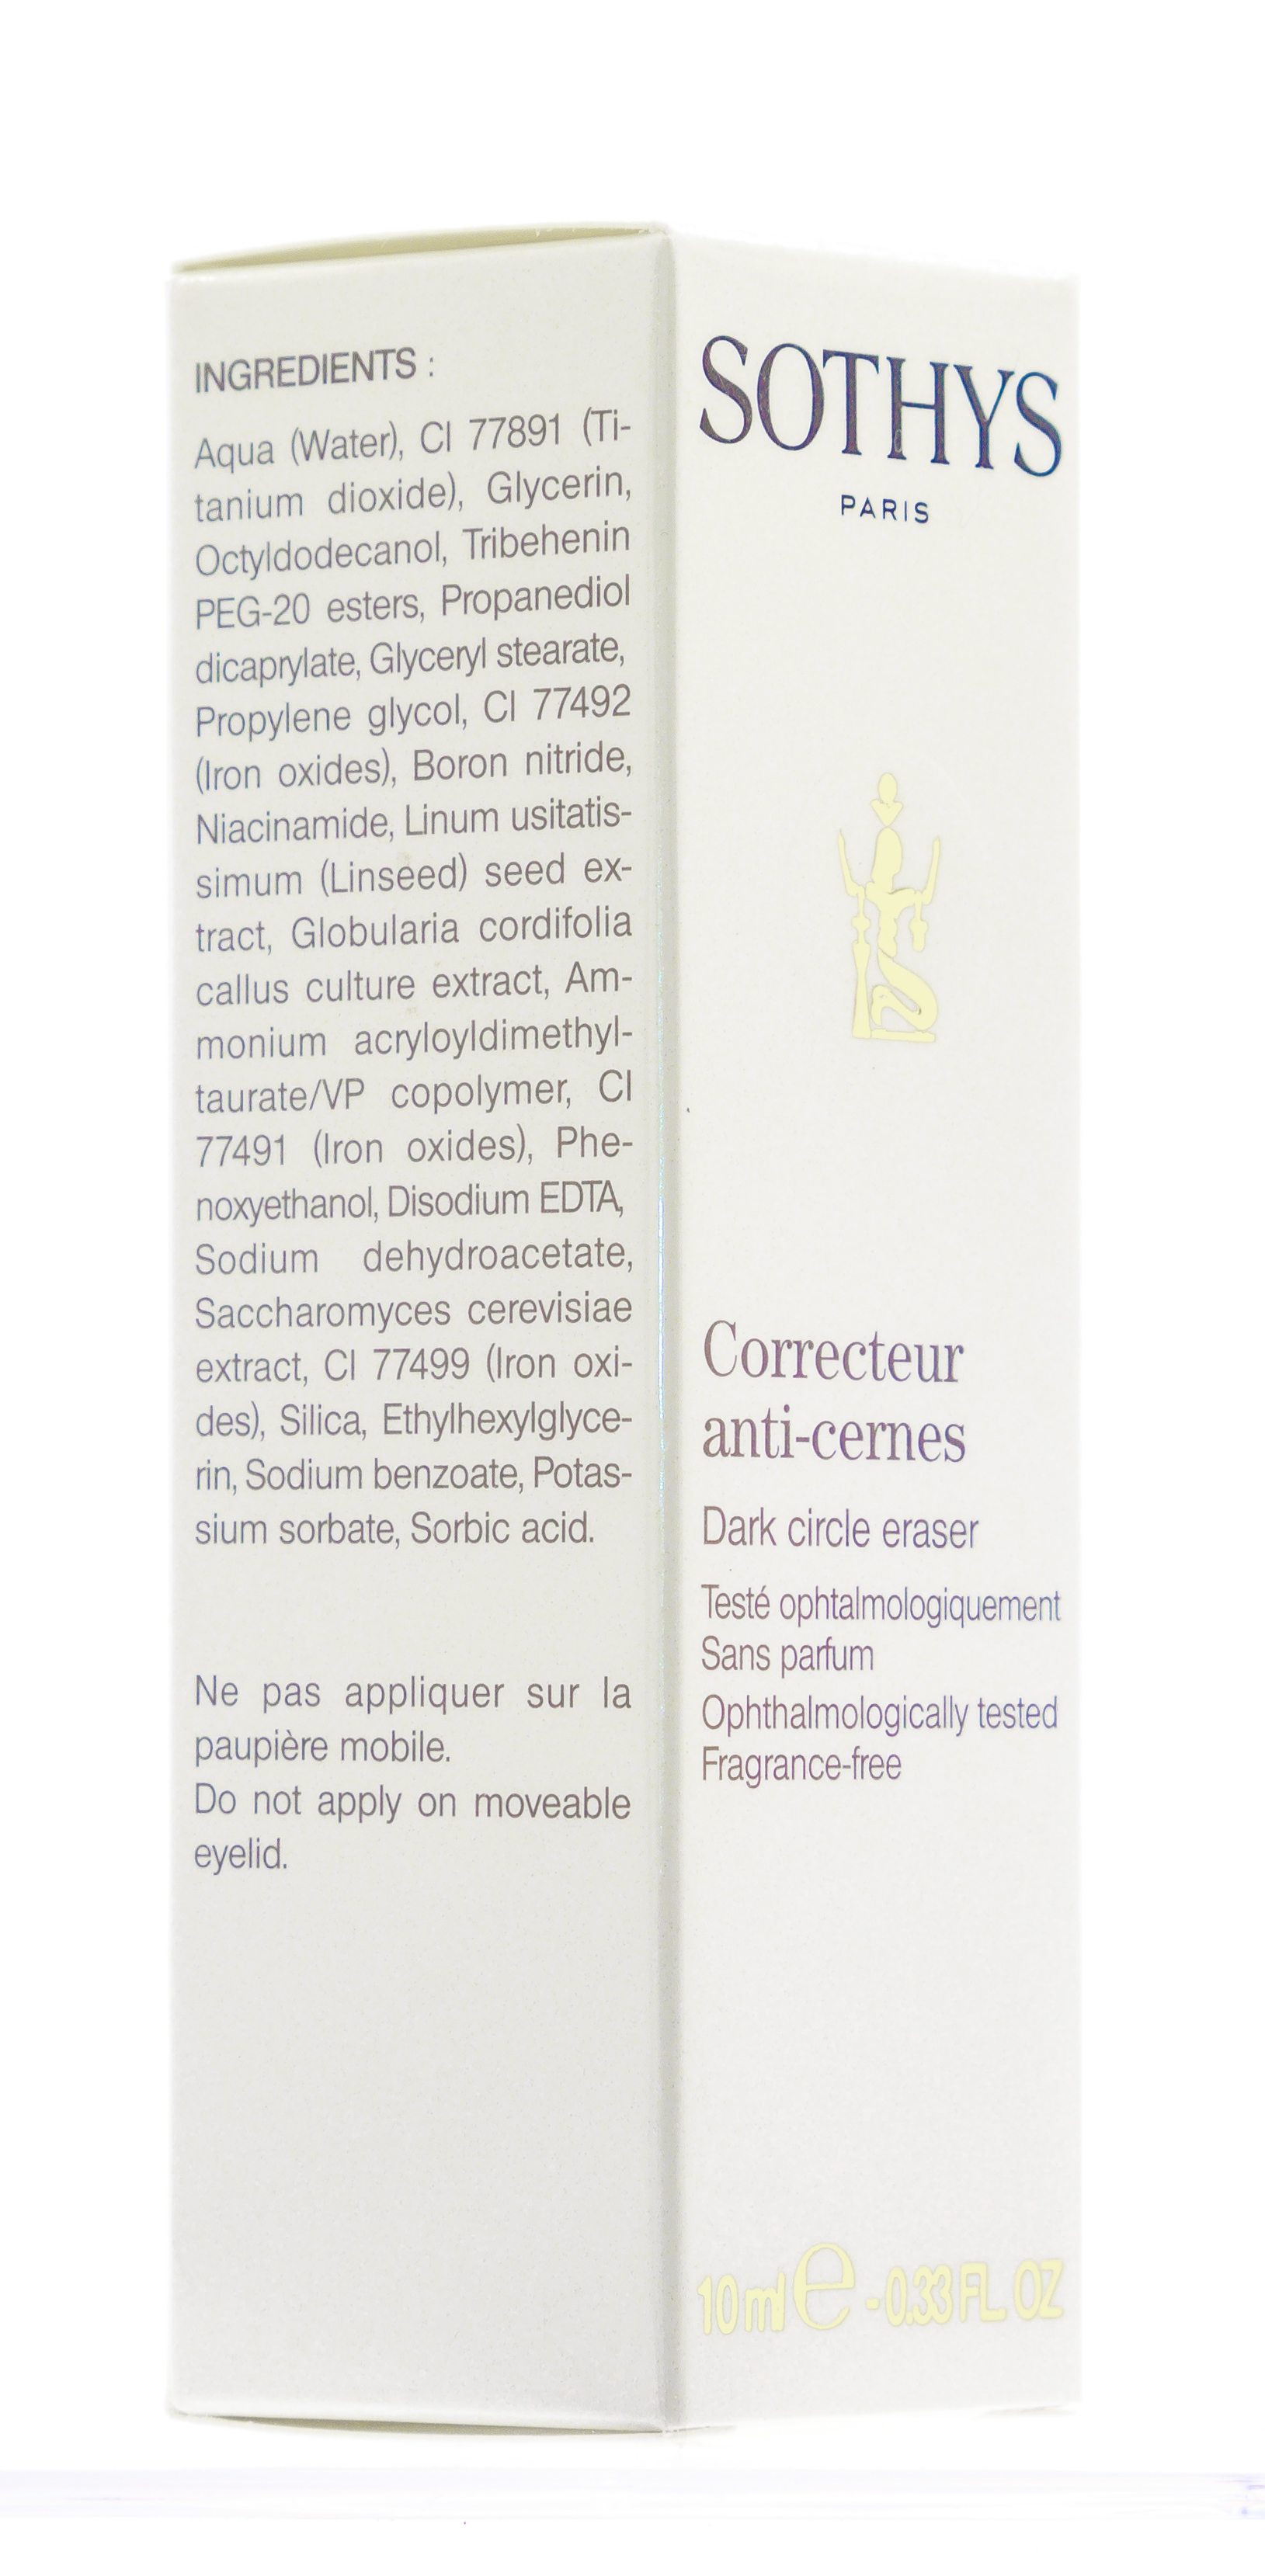 INGREDIENTS :
Aqua (Water), CI 77891 (Ti-
tanium dioxide), Glycerin,
Octyldodecanol, Tribehenin
PEG-20 esters, Propanediol
dicaprylate, Glyceryl stearate,
Propylene glycol, CI 77492
(Iron oxides), Boron nitride,
Niacinamide, Linum usitatis-
simum (Linseed) seed ex-
tract, Globularia cordifolia
callus culture extract, Am-
monium acryloyldimethyl-
taurate/VP copolymer, CI
77491 (Iron oxides), Phe-
noxyethanol, Disodium EDTA,
Sodium dehydroacetate,
Saccharomyces cerevisiae
extract, CI 77499 (Iron oxi-
des), Silica, Ethylhexylglyce-
rin, Sodium benzoate, Potas-
sium sorbate, Sorbic acid.
Ne pas appliquer sur la
paupière mobile.
Do not apply on moveable
eyelid.
SOTHYS
PARIS
Correcteur
anti-cernes
Dark circle eraser
Testé ophtalmologiquement
Sans parfum
Ophthalmologically tested
Fragrance-free
10 ml e - 0.33 FL OZ